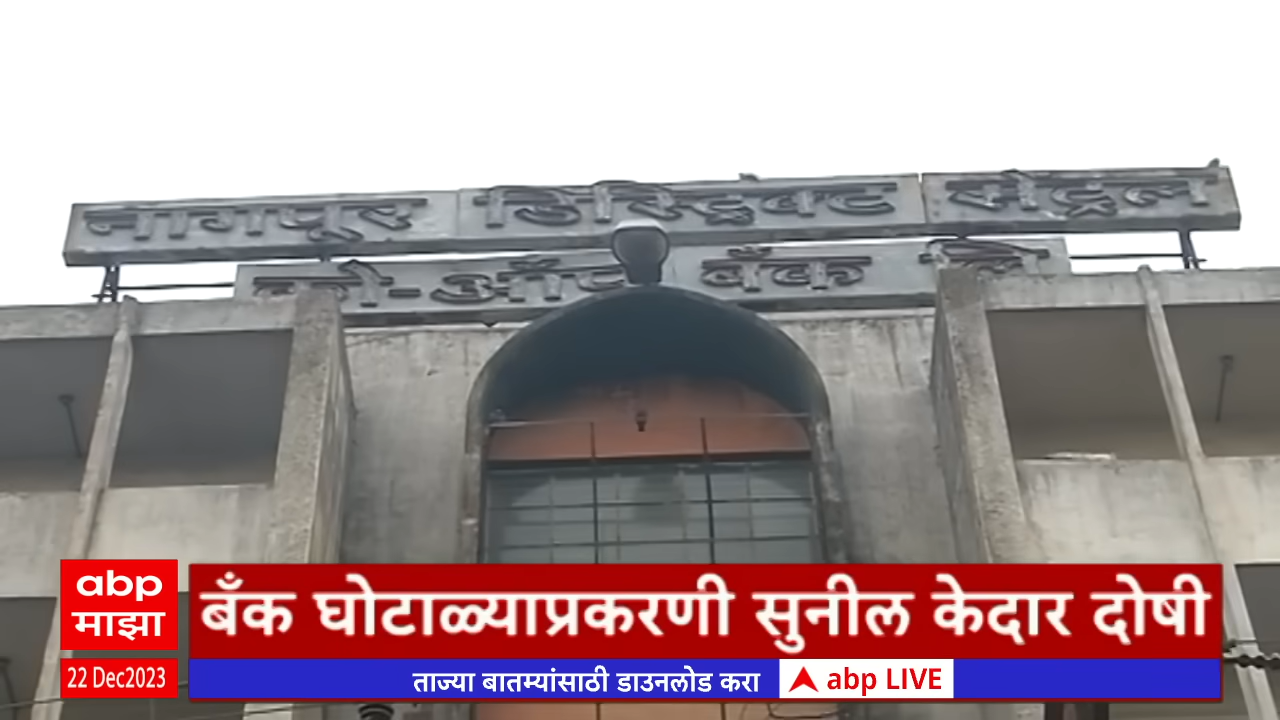 नागपूर डिस्ट्रिक्ट सेंट्रल
को-ऑप बँक
abp
माझा
बँक घोटाळ्याप्रकरणी सुनील केदार दोषी
22 Dec2023
ताज्या बातम्यांसाठी डाउनलोड करा abp LIVE